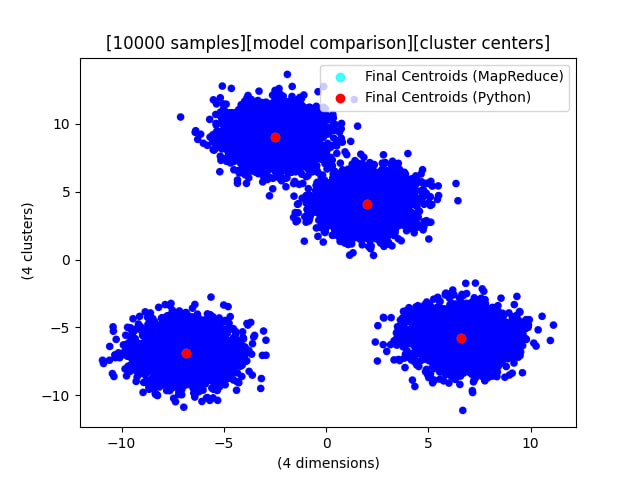 [10000 samples][model comparison][cluster centers]
Final Centroids (MapReduce)
Final Centroids (Python)
10
5
0
−5
−10
(4 clusters)
−10
−5
0
5
10
(4 dimensions)